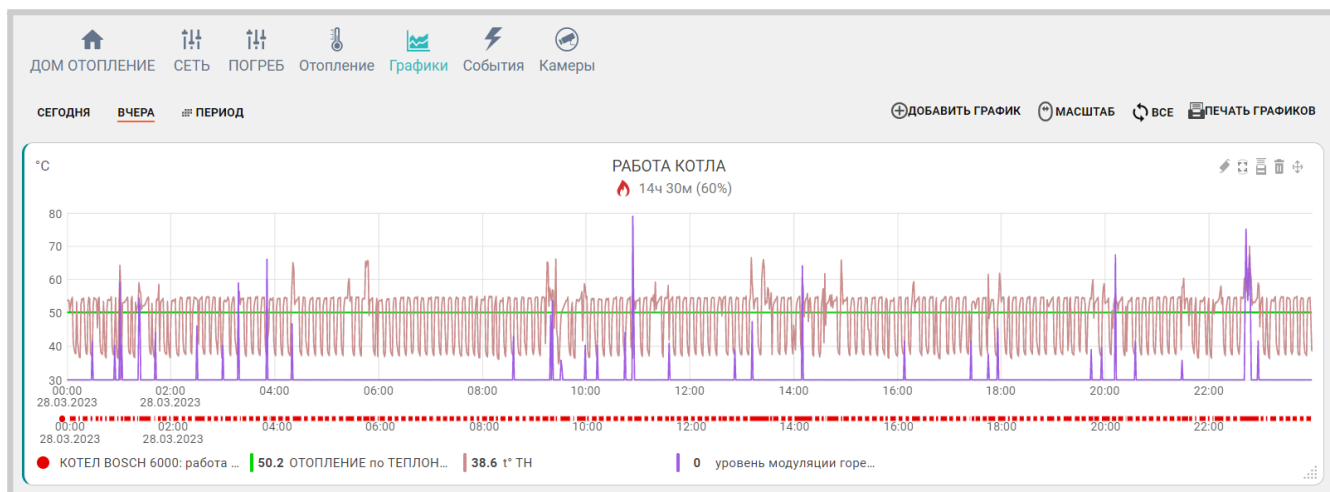 ДОМ ОТОПЛЕНИЕ СЕТЬ ПОГРЕБ Отопление Графики События Камеры
СЕГОДНЯ ВЧЕРА ПЕРИОД ДОБАВИТЬ ГРАФИК МАСШТАБ ВСЕ ПЕЧАТЬ ГРАФИКОВ
°C РАБОТА КОТЛА
14ч 30м (60%)
80
70
60
50
40
30
00:00 02:00 04:00 06:00 08:00 10:00 12:00 14:00 16:00 18:00 20:00 22:00
28.03.2023 28.03.2023
00:00 02:00 04:00 06:00 08:00 10:00 12:00 14:00 16:00 18:00 20:00 22:00
28.03.2023 28.03.2023
КОТЕЛ BOSCH 6000: работа ... 50.2 ОТОПЛЕНИЕ по ТЕПЛОН... 38.6 t° ТН 0 уровень модуляции горе...